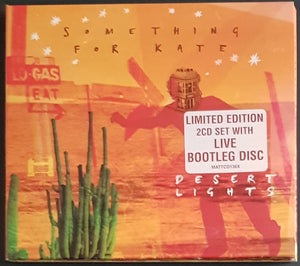 SOMETHING
FOR KATE
LO-GAS
EAT
LIMITED EDITION
2CD SET WITH
LIVE
BOOTLEG DISC
DESERT
LIGHTS